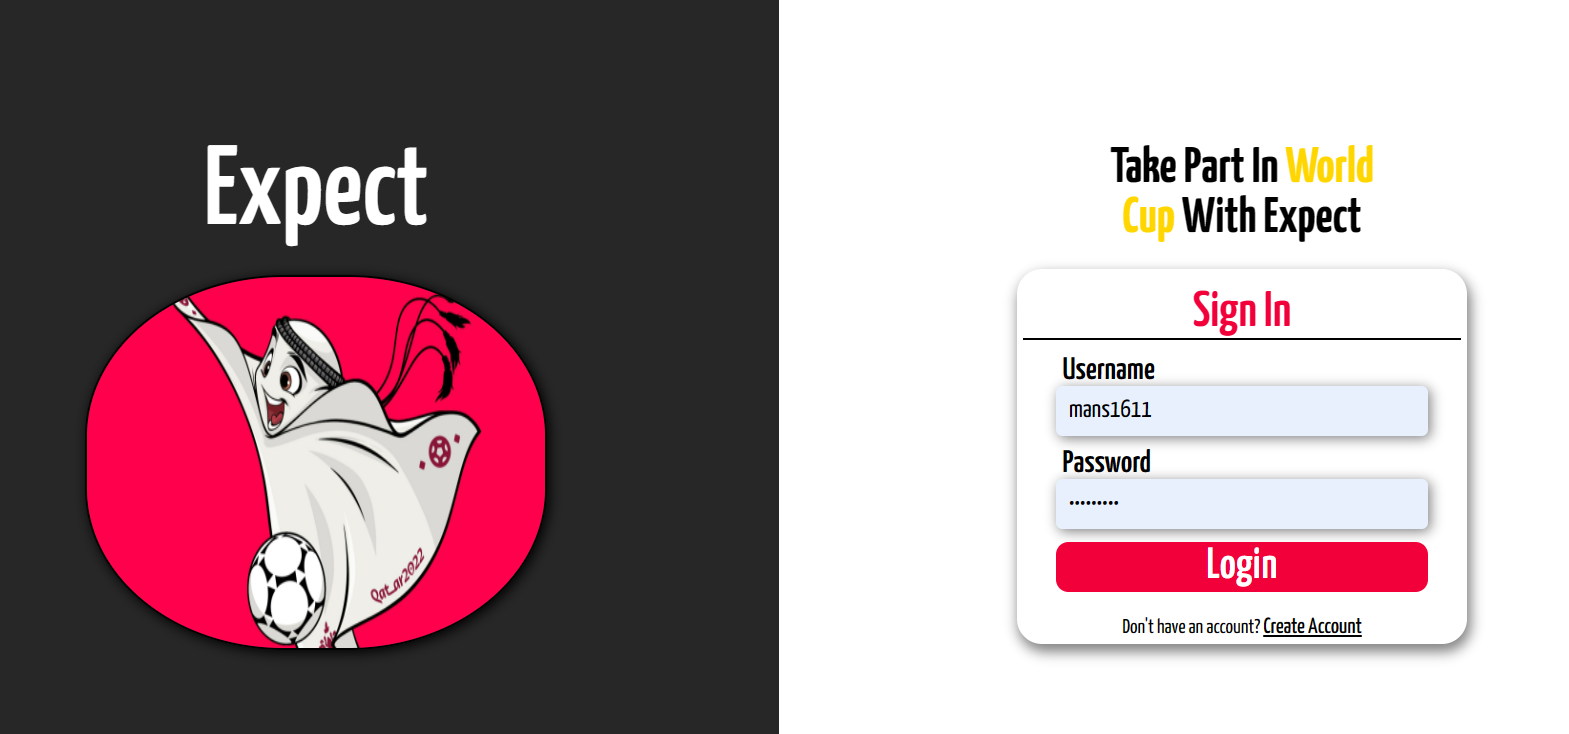 Expect
Qatar2022
Take Part In World
Cup With Expect
Sign In
Username
mans1611
Password
•••••••••
Login
Don't have an account? Create Account